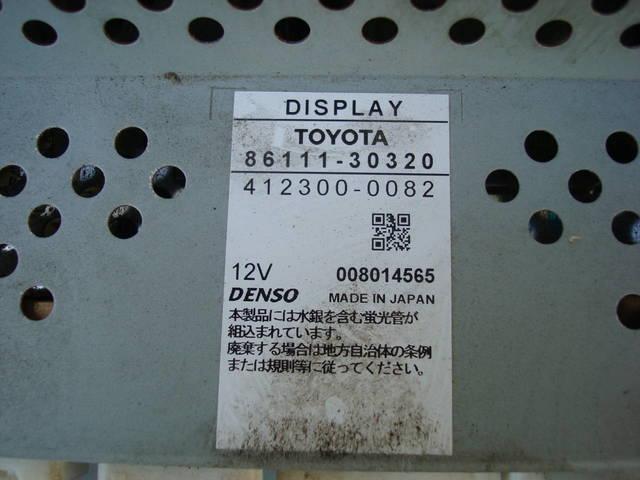 DISPLAY
TOYOTA
86111-30320
412300-0082
12V 008014565
DENSO MADE IN JAPAN
本製品には水銀を含む蛍光管が
組込まれています。
廃棄する場合は地方自治体の条例
または規則等に従ってください。